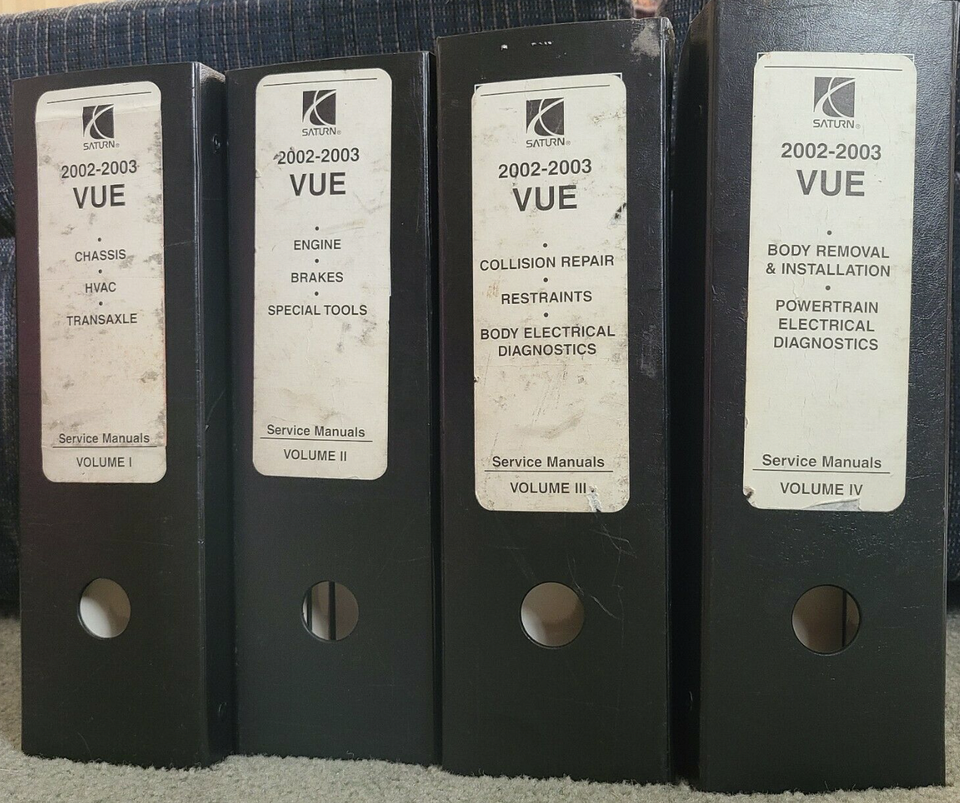 SATURN®
2002-2003
VUE
•
CHASSIS
•
HVAC
•
TRANSAXLE
Service Manuals
VOLUME I
SATURN®
2002-2003
VUE
•
ENGINE
•
BRAKES
•
SPECIAL TOOLS
Service Manuals
VOLUME II
SATURN®
2002-2003
VUE
•
COLLISION REPAIR
•
RESTRAINTS
•
BODY ELECTRICAL
DIAGNOSTICS
Service Manuals
VOLUME III
SATURN®
2002-2003
VUE
•
BODY REMOVAL
& INSTALLATION
•
POWERTRAIN
ELECTRICAL
DIAGNOSTICS
Service Manuals
VOLUME IV